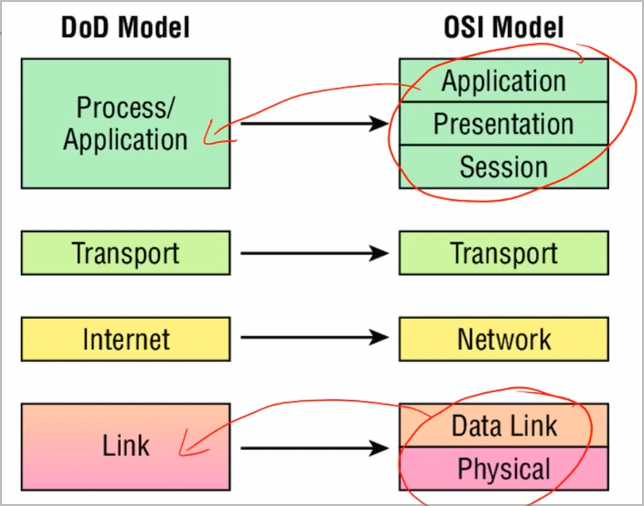 DoD Model
OSI Model
Process/
Application
Application
Presentation
Session
Transport
Transport
Internet
Network
Link
Data Link
Physical